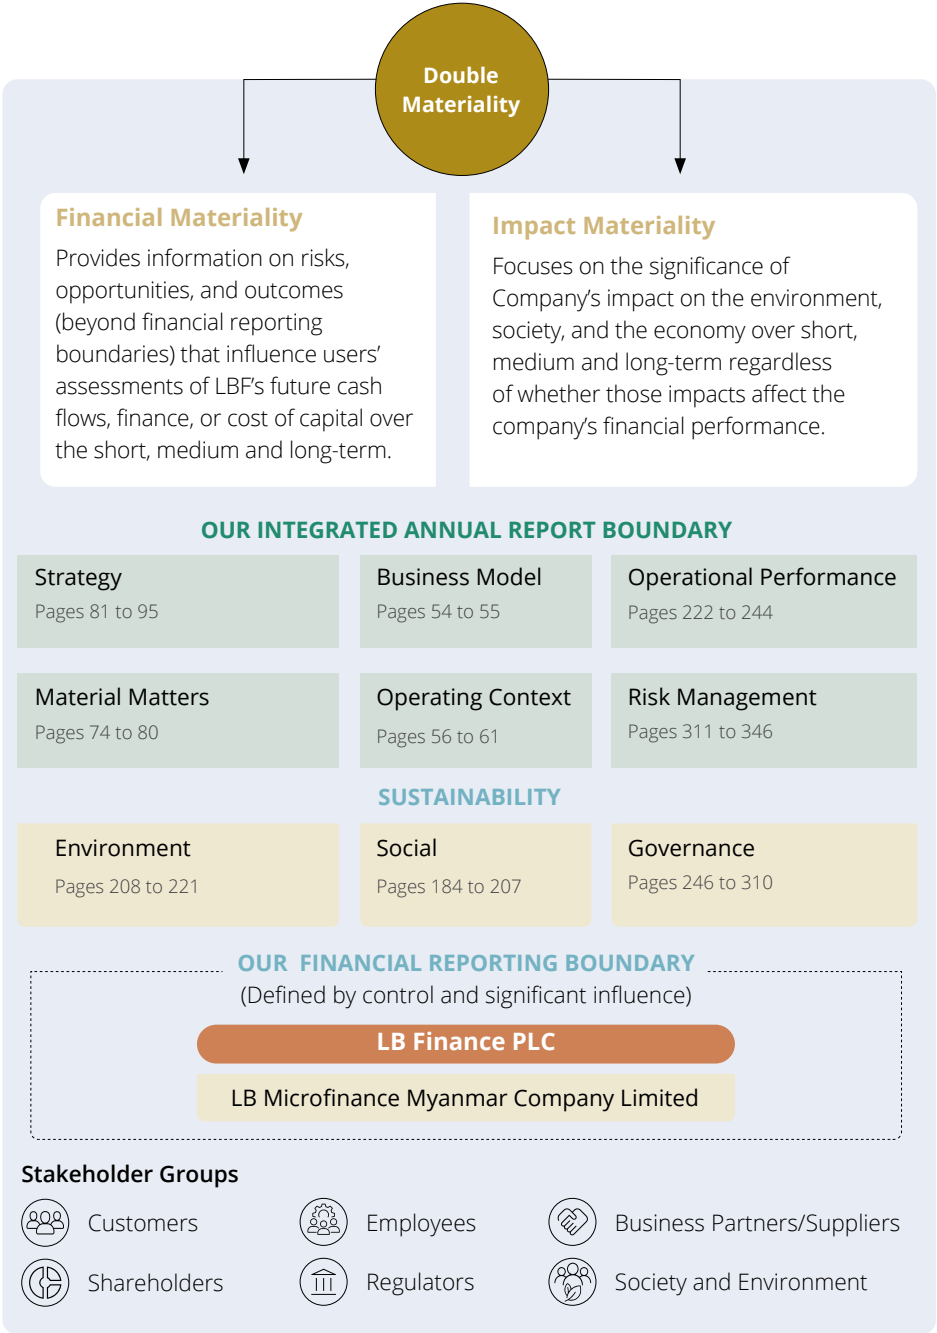 Double
Materiality
Financial Materiality
Provides information on risks,
opportunities, and outcomes
(beyond financial reporting
boundaries) that influence users’
assessments of LBF’s future cash
flows, finance, or cost of capital over
the short, medium and long-term.
Impact Materiality
Focuses on the significance of
Company’s impact on the environment,
society, and the economy over short,
medium and long-term regardless
of whether those impacts affect the
company’s financial performance.
OUR INTEGRATED ANNUAL REPORT BOUNDARY
Strategy
Pages 81 to 95
Business Model
Pages 54 to 55
Operational Performance
Pages 222 to 244
Material Matters
Pages 74 to 80
Operating Context
Pages 56 to 61
Risk Management
Pages 311 to 346
SUSTAINABILITY
Environment
Pages 208 to 221
Social
Pages 184 to 207
Governance
Pages 246 to 310
OUR FINANCIAL REPORTING BOUNDARY
(Defined by control and significant influence)
LB Finance PLC
LB Microfinance Myanmar Company Limited
Stakeholder Groups
Customers
Employees
Business Partners/Suppliers
Shareholders
Regulators
Society and Environment